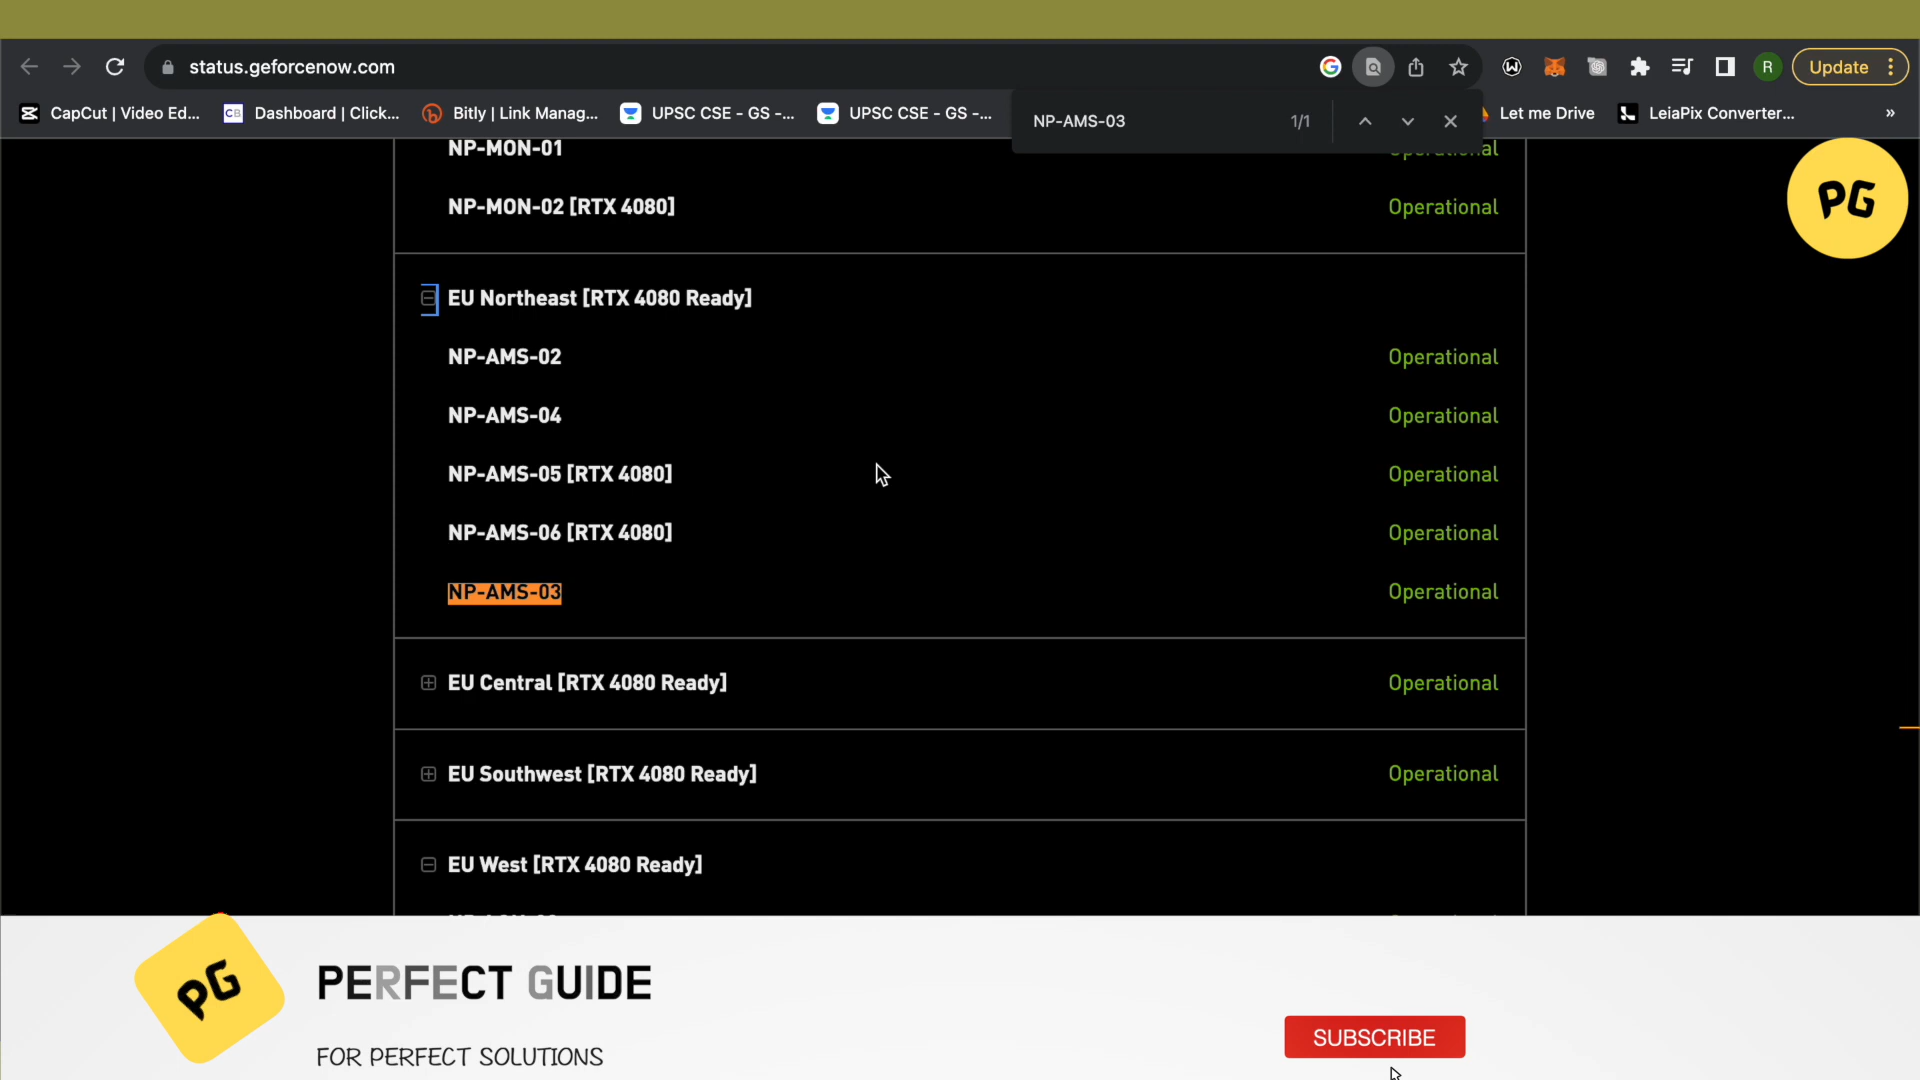 status.geforcenow.com
R
Update
CapCut | Video Ed...
CB
Dashboard | Click...
Bitly | Link Manag...
UPSC CSE - GS -...
UPSC CSE - GS -...
NP-AMS-03
1/1
Let me Drive
LeiaPix Converter...
»
NP-MON-01
Operational
NP-MON-02 [RTX 4080]
Operational
PG
EU Northeast [RTX 4080 Ready]
NP-AMS-02
Operational
NP-AMS-04
Operational
NP-AMS-05 [RTX 4080]
Operational
NP-AMS-06 [RTX 4080]
Operational
NP-AMS-03
Operational
EU Central [RTX 4080 Ready]
Operational
EU Southwest [RTX 4080 Ready]
Operational
EU West [RTX 4080 Ready]
PG
PERFECT GUIDE
FOR PERFECT SOLUTIONS
SUBSCRIBE